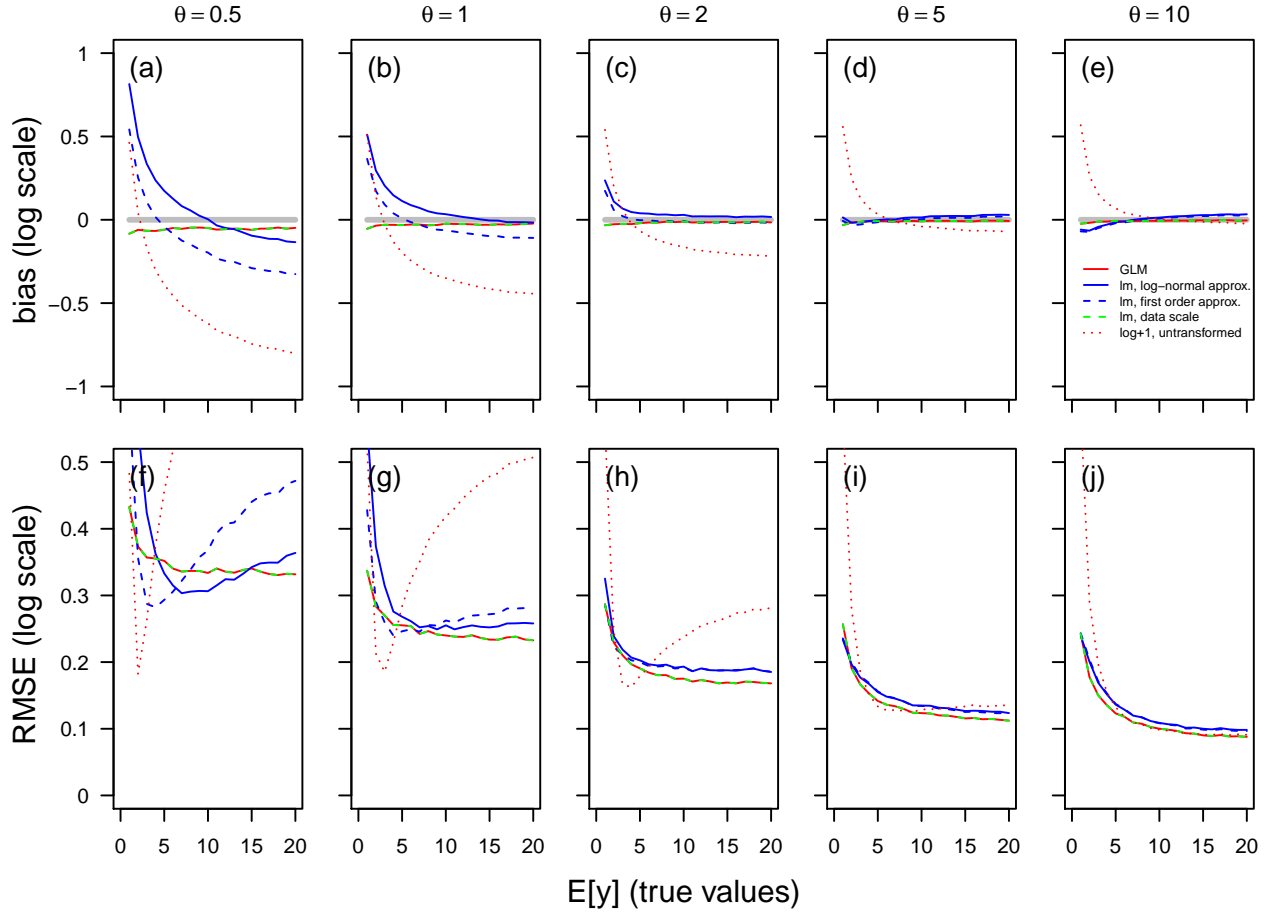 θ = 0.5 θ = 1 θ = 2 θ = 5 θ = 10
(a) (b) (c) (d) (e)
bias (log scale)
1
0.5
0
−0.5
−1
GLM
lm, log−normal approx.
lm, first order approx.
lm, data scale
log+1, untransformed
(f) (g) (h) (i) (j)
RMSE (log scale)
0.5
0.4
0.3
0.2
0.1
0
0 5 10 15 20 0 5 10 15 20 0 5 10 15 20 0 5 10 15 20 0 5 10 15 20
E[y] (true values)